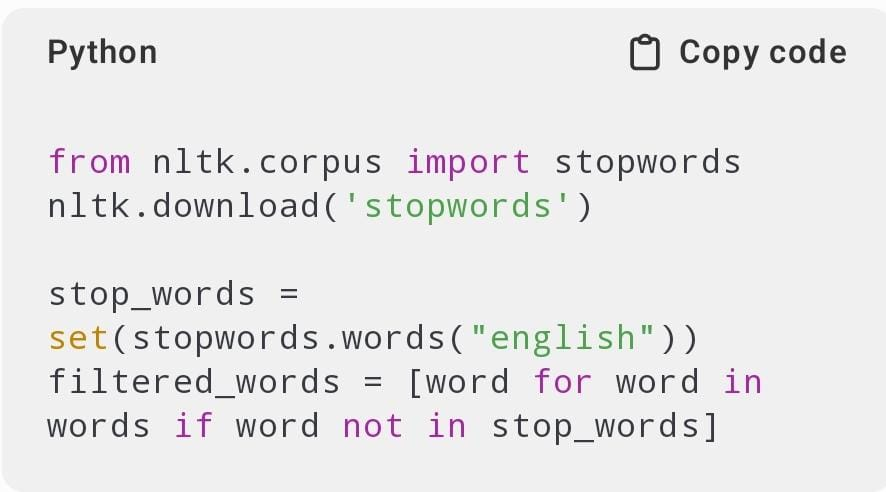 Python
Copy code
from nltk.corpus import stopwords
nltk.download('stopwords')
stop_words =
set(stopwords.words("english"))
filtered_words = [word for word in
words if word not in stop_words]